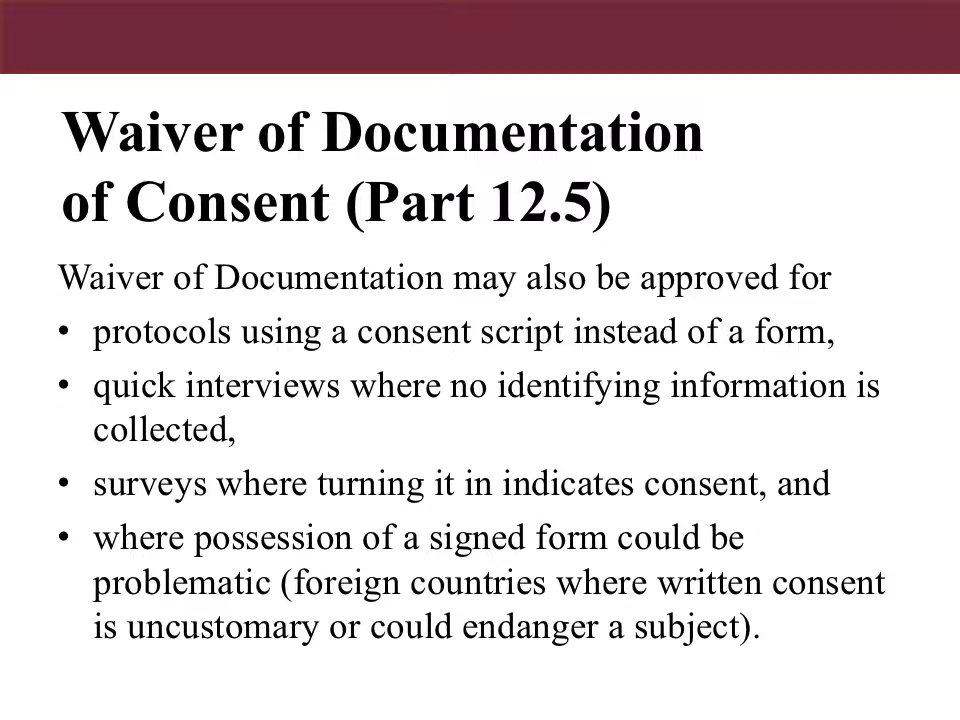 Waiver of Documentation
of Consent (Part 12.5)
Waiver of Documentation may also be approved for
• protocols using a consent script instead of a form,
• quick interviews where no identifying information is
collected,
• surveys where turning it in indicates consent, and
• where possession of a signed form could be
problematic (foreign countries where written consent
is uncustomary or could endanger a subject).